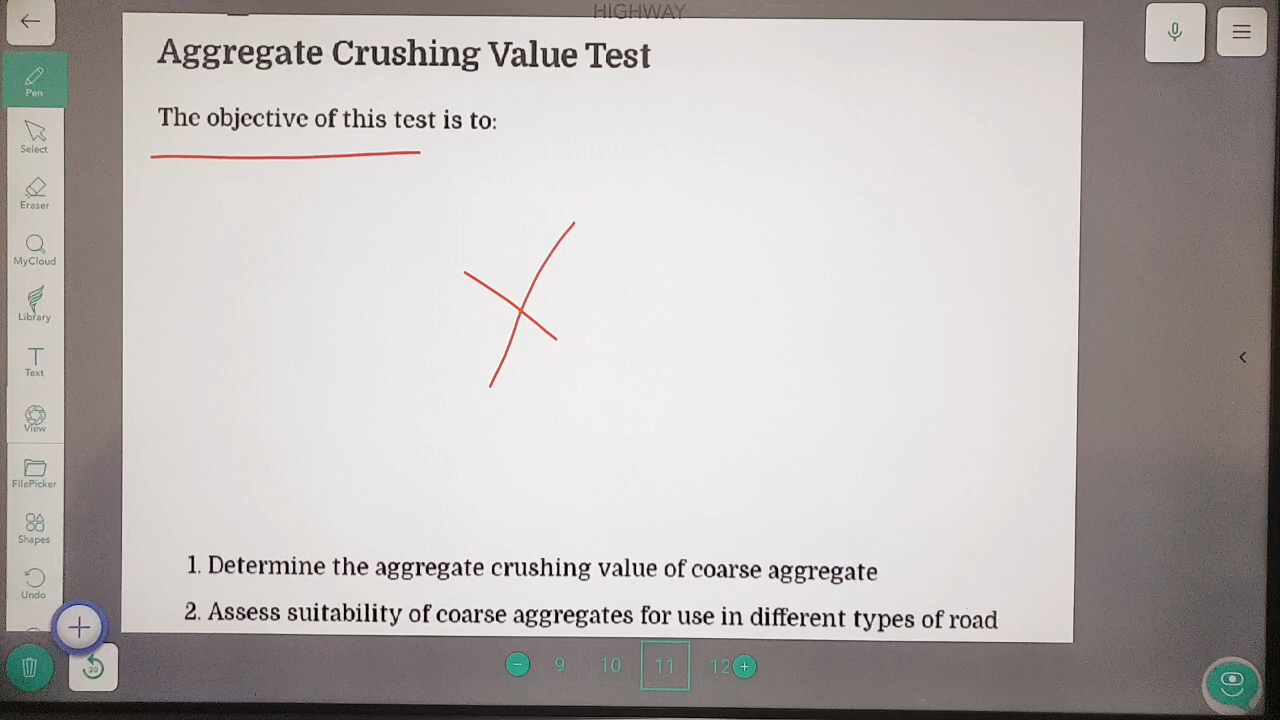 HIGHWAY
Aggregate Crushing Value Test
The objective of this test is to:
1. Determine the aggregate crushing value of coarse aggregate
2. Assess suitability of coarse aggregates for use in different types of road
Pen
Select
Eraser
MyCloud
Library
Text
View
FilePicker
Shapes
Undo
30
9 10 11 12